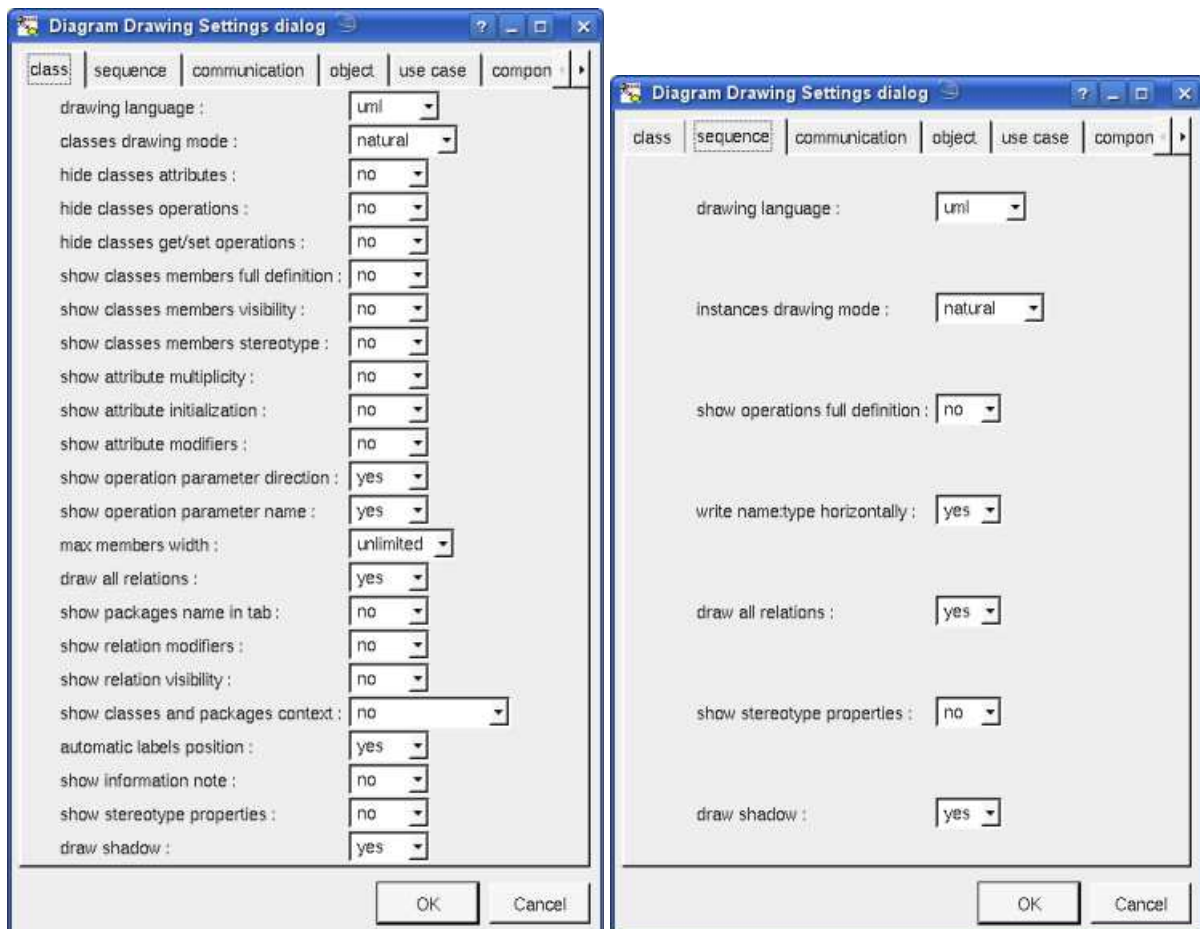 Diagram Drawing Settings dialog
class sequence communication object use case compon
drawing language : uml
classes drawing mode : natural
hide classes attributes : no
hide classes operations : no
hide classes get/set operations : no
show classes members full definition : no
show classes members visibility : no
show classes members stereotype : no
show attribute multiplicity : no
show attribute initialization : no
show attribute modifiers : no
show operation parameter direction : yes
show operation parameter name : yes
max members width : unlimited
draw all relations : yes
show packages name in tab : no
show relation modifiers : no
show relation visibility : no
show classes and packages context : no
automatic labels position : yes
show information note : no
show stereotype properties : no
draw shadow : yes
OK Cancel
Diagram Drawing Settings dialog
class sequence communication object use case compon
drawing language : uml
instances drawing mode : natural
show operations full definition : no
write name:type horizontally : yes
draw all relations : yes
show stereotype properties : no
draw shadow : yes
OK Cancel